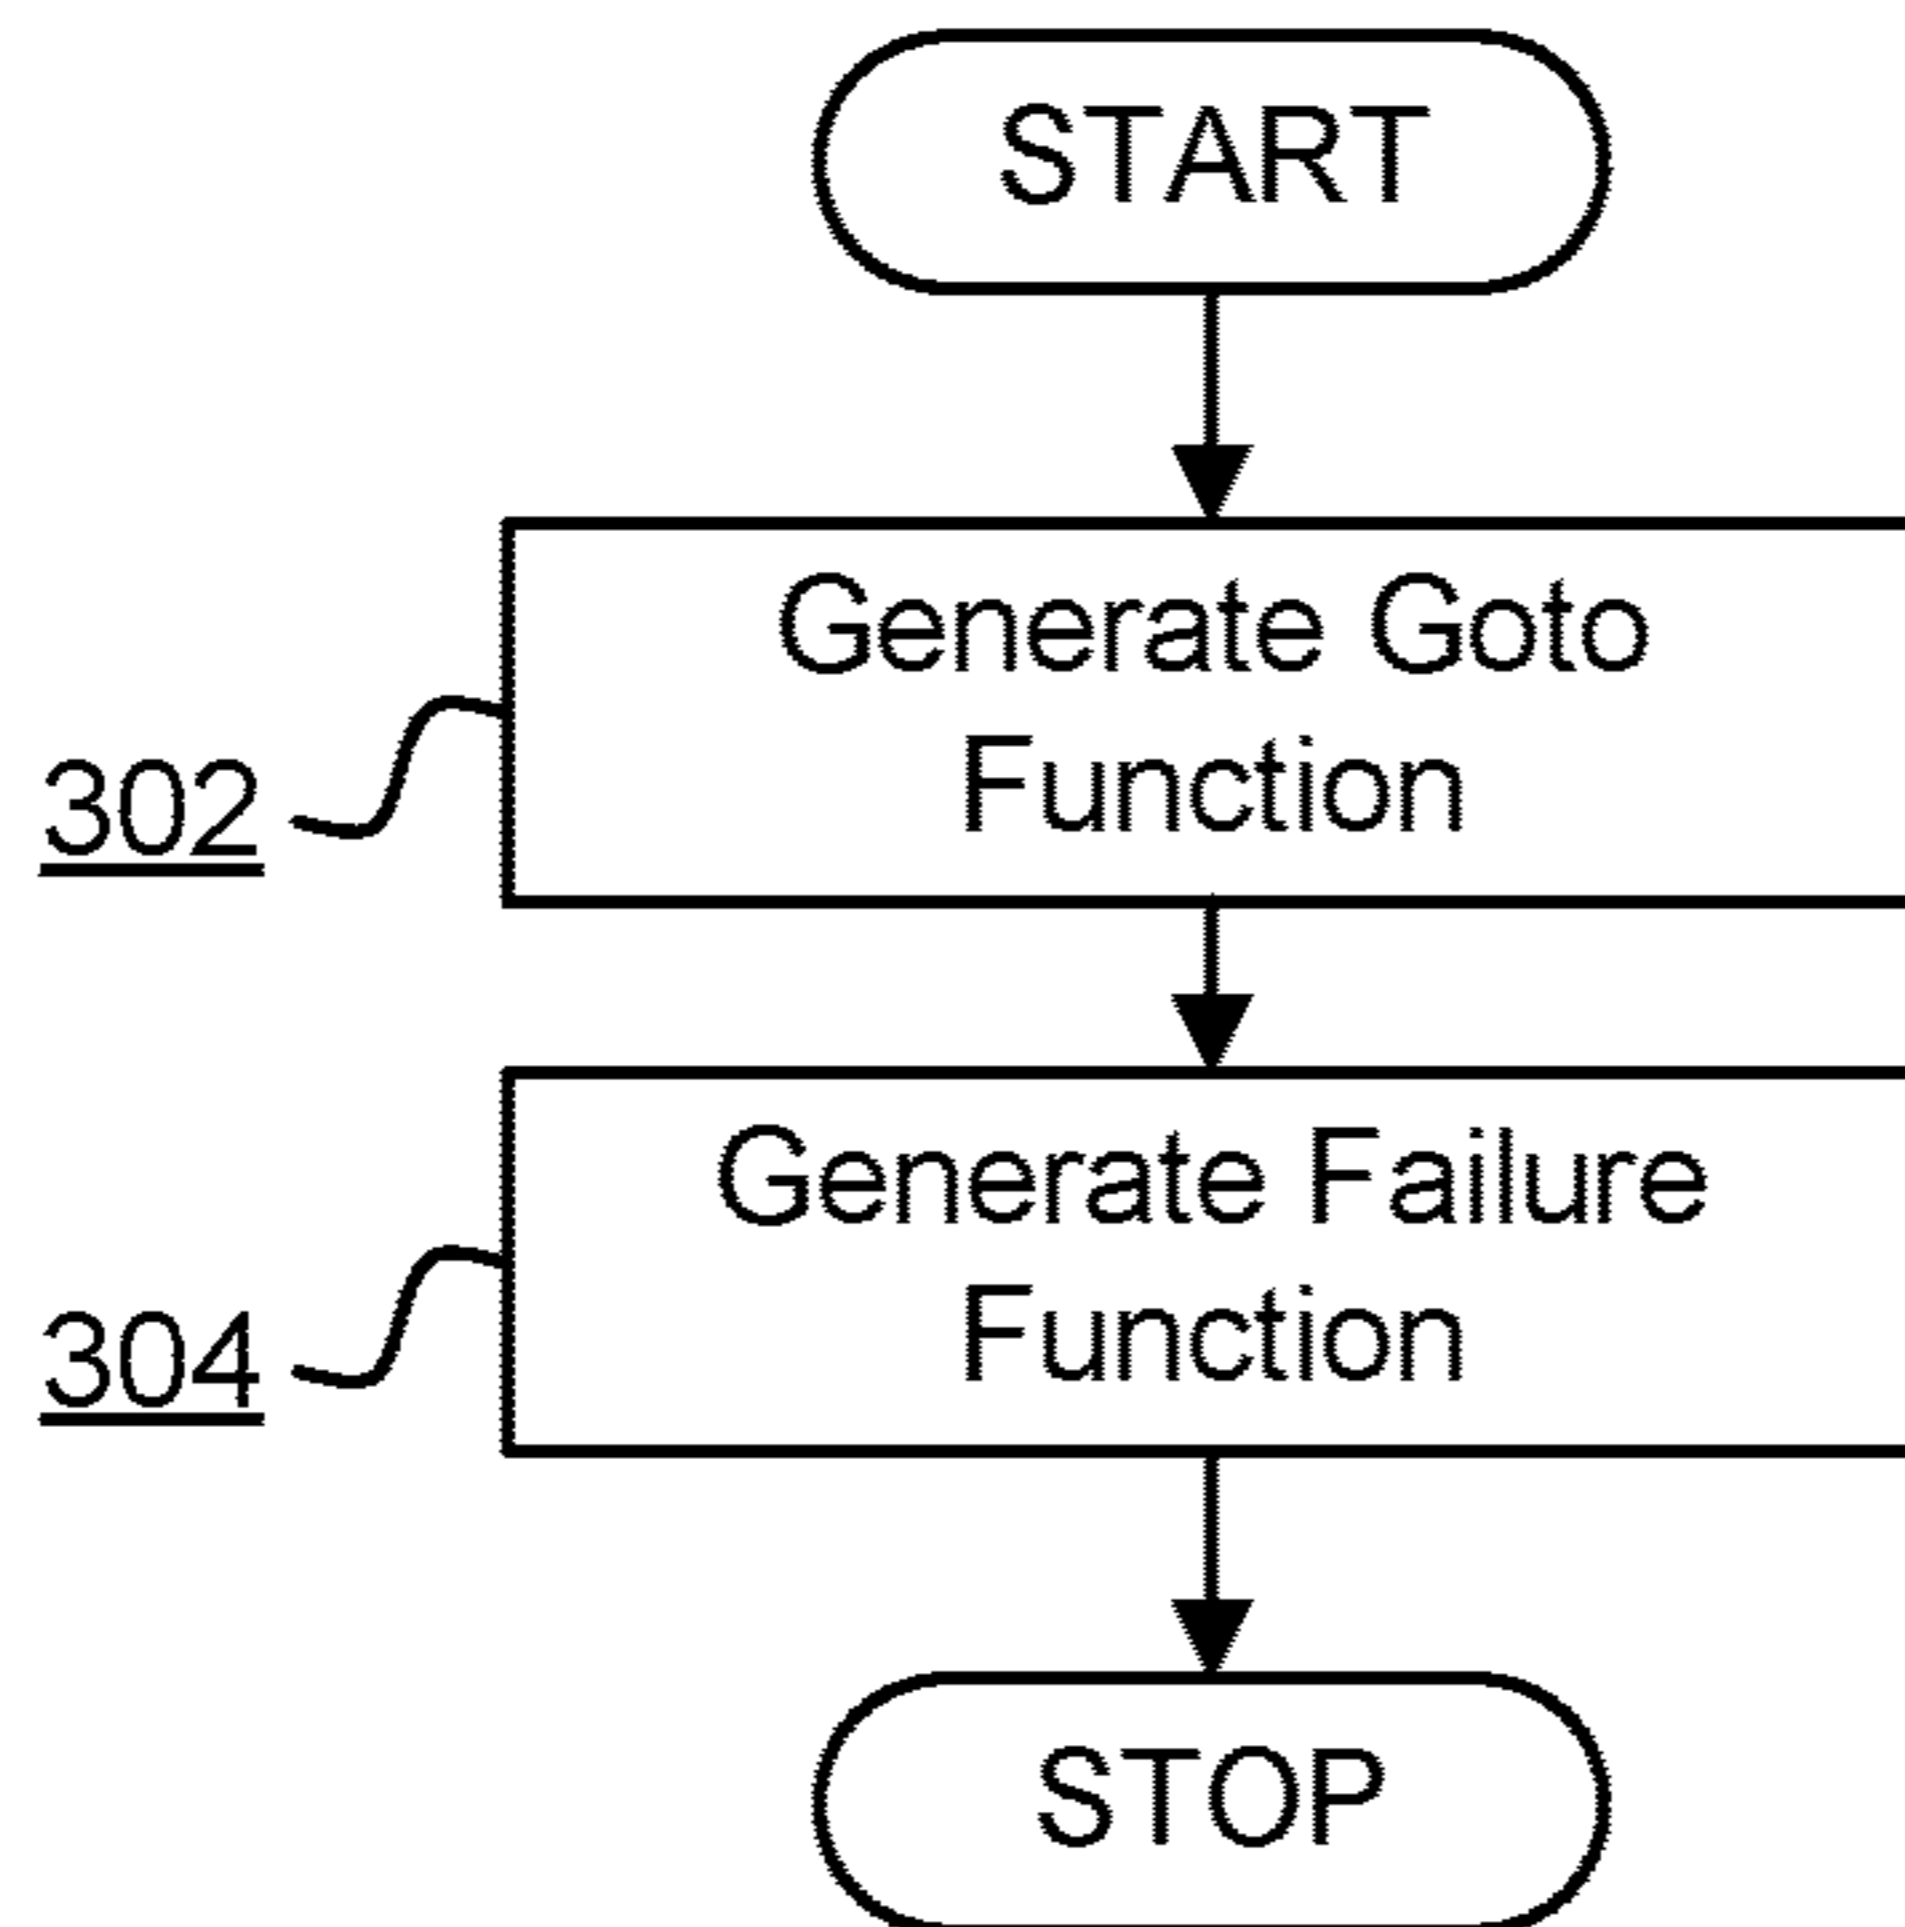 START
Generate Goto
Function
302
Generate Failure
Function
304
STOP